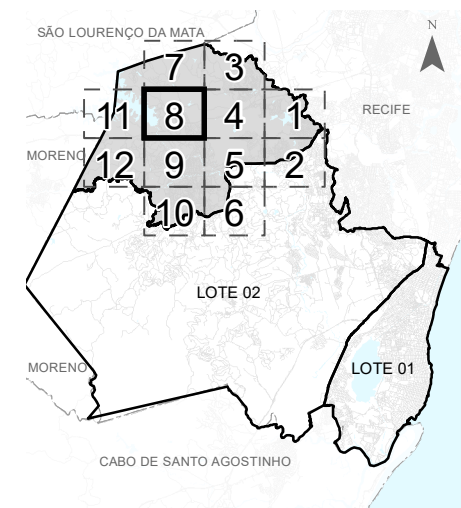 SÃO LOURENÇO DA MATA
N
7 3
RECIFE
11 8 4 1
MORENO
12 9 5 2
10 6
LOTE 02
MORENO
LOTE 01
CABO DE SANTO AGOSTINHO